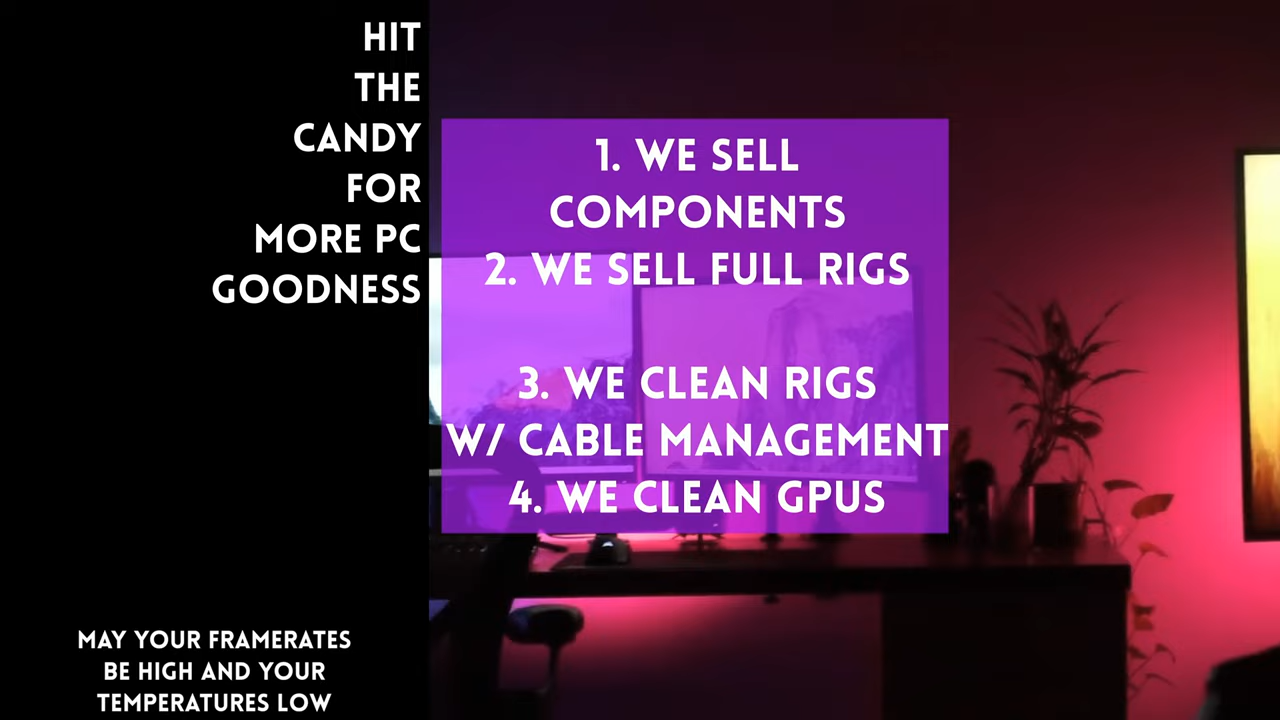 HIT
THE
CANDY
FOR
MORE PC
GOODNESS
1. WE SELL
COMPONENTS
2. WE SELL FULL RIGS
3. WE CLEAN RIGS
W/ CABLE MANAGEMENT
4. WE CLEAN GPUS
MAY YOUR FRAMERATES
BE HIGH AND YOUR
TEMPERATURES LOW